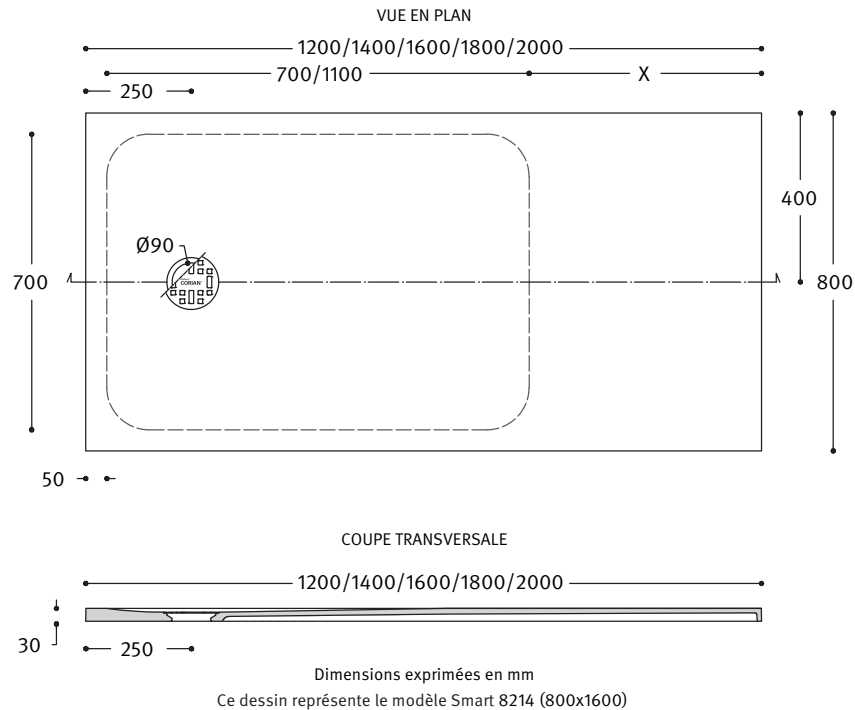 VUE EN PLAN
1200/1400/1600/1800/2000
700/1100
X
250
400
Ø90
CORIAN
700
800
50
COUPE TRANSVERSALE
1200/1400/1600/1800/2000
30
250
Dimensions exprimées en mm
Ce dessin représente le modèle Smart 8214 (800x1600)